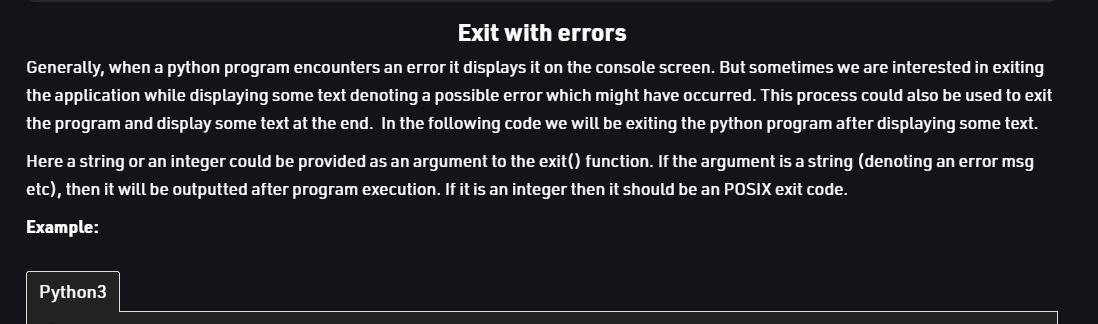 Exit with errors
Generally, when a python program encounters an error it displays it on the console screen. But sometimes we are interested in exiting
the application while displaying some text denoting a possible error which might have occurred. This process could also be used to exit
the program and display some text at the end.  In the following code we will be exiting the python program after displaying some text.
Here a string or an integer could be provided as an argument to the exit() function. If the argument is a string (denoting an error msg
etc), then it will be outputted after program execution. If it is an integer then it should be an POSIX exit code.
Example:
Python3